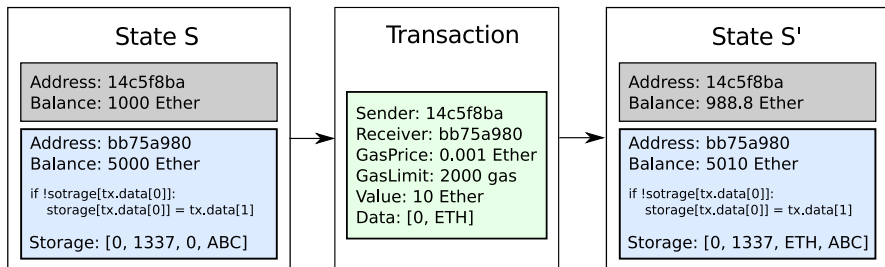 State S
Address: 14c5f8ba
Balance: 1000 Ether
Address: bb75a980
Balance: 5000 Ether
if !sotrage[tx.data[0]]:
storage[tx.data[0]] = tx.data[1]
Storage: [0, 1337, 0, ABC]
Transaction
Sender: 14c5f8ba
Receiver: bb75a980
GasPrice: 0.001 Ether
GasLimit: 2000 gas
Value: 10 Ether
Data: [0, ETH]
State S'
Address: 14c5f8ba
Balance: 988.8 Ether
Address: bb75a980
Balance: 5010 Ether
if !sotrage[tx.data[0]]:
storage[tx.data[0]] = tx.data[1]
Storage: [0, 1337, ETH, ABC]